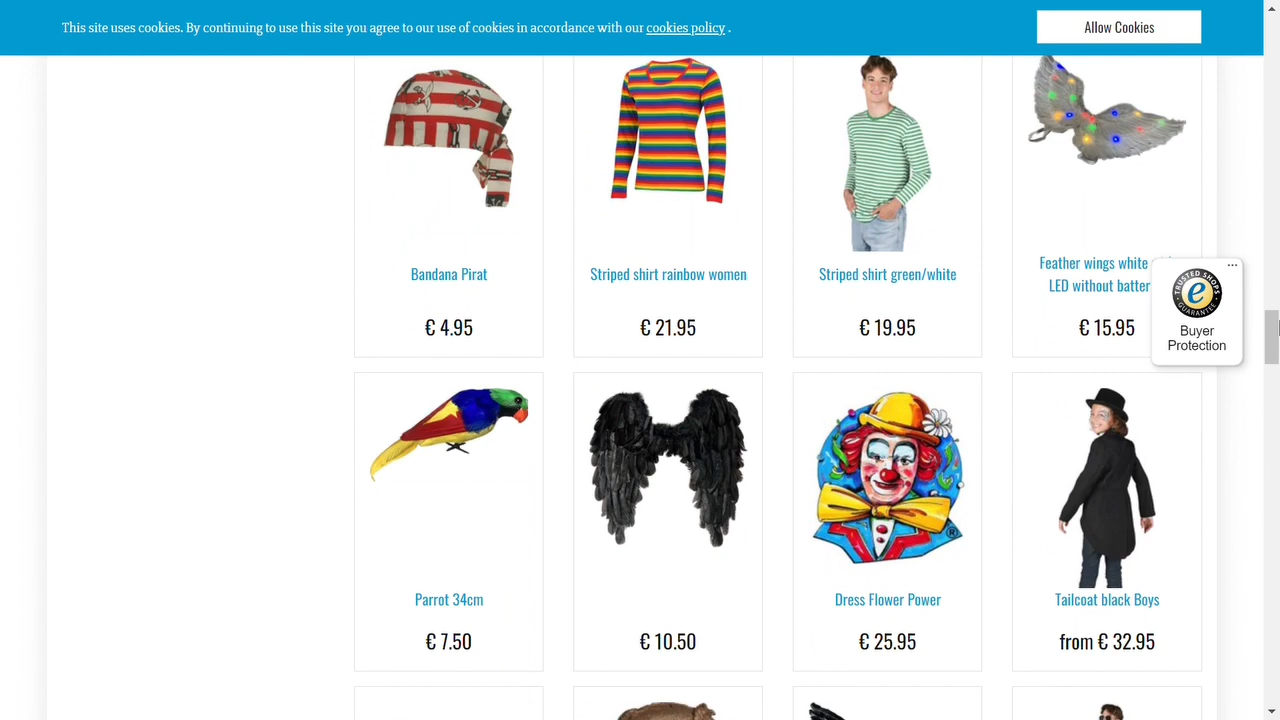 This site uses cookies. By continuing to use this site you agree to our use of cookies in accordance with our cookies policy .
Allow Cookies
Bandana Pirat
€ 4.95
Striped shirt rainbow women
€ 21.95
Striped shirt green/white
€ 19.95
Feather wings white
LED without batter
€ 15.95
TRUSTED SHOPS
GUARANTEE
Buyer
Protection
Parrot 34cm
€ 7.50
€ 10.50
Dress Flower Power
€ 25.95
Tailcoat black Boys
from € 32.95